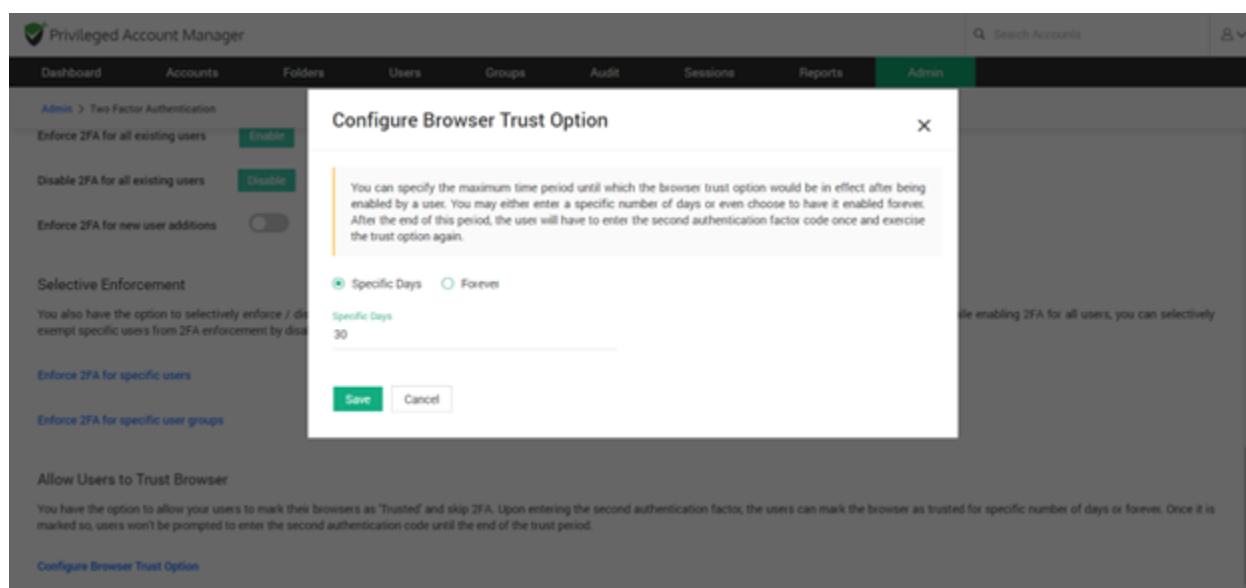 Privileged Account Manager
Search Accounts
Dashboard Accounts Folders Users Groups Audit Sessions Reports Admin
Admin > Two Factor Authentication
Enforce 2FA for all existing users Enable
Disable 2FA for all existing users Disable
Enforce 2FA for new user additions
Selective Enforcement
You also have the option to selectively enforce / dis
le enabling 2FA for all users, you can selectively
exempt specific users from 2FA enforcement by disa
Enforce 2FA for specific users
Enforce 2FA for specific user groups
Configure Browser Trust Option
You can specify the maximum time period until which the browser trust option would be in effect after being
enabled by a user. You may either enter a specific number of days or even choose to have it enabled forever.
After the end of this period, the user will have to enter the second authentication factor code once and exercise
the trust option again.
Specific Days Forever
Specific Days
30
Save Cancel
Allow Users to Trust Browser
You have the option to allow your users to mark their browsers as 'Trusted' and skip 2FA. Upon entering the second authentication factor, the users can mark the browser as trusted for specific number of days or forever. Once it is
marked so, users won't be prompted to enter the second authentication code until the end of the trust period.
Configure Browser Trust Option